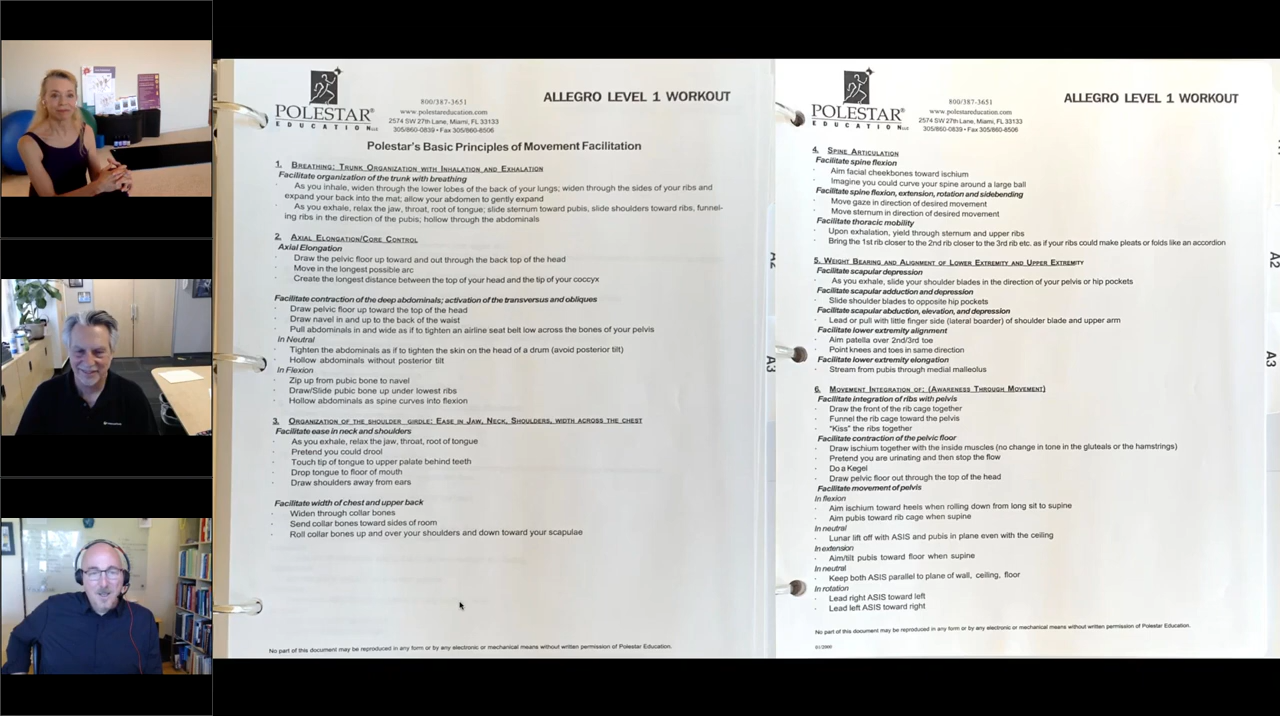 POLESTAR®
EDUCATION LLC
800/387-3651
www.polestareducation.com
2574 SW 27th Lane, Miami, FL 33133
305/860-0839 • Fax 305/860-8506
ALLEGRO LEVEL 1 WORKOUT
Polestar's Basic Principles of Movement Facilitation
1. BREATHING: TRUNK ORGANIZATION WITH INHALATION AND EXHALATION
Facilitate organization of the trunk with breathing
· As you inhale, widen through the lower lobes of the back of your lungs; widen through the sides of your ribs and
expand your back into the mat; allow your abdomen to gently expand
· As you exhale, relax the jaw, throat, root of tongue; slide sternum toward pubis, slide shoulders toward ribs, funnel-
ing ribs in the direction of the pubis; hollow through the abdominals
2. AXIAL ELONGATION/CORE CONTROL
Axial Elongation
· Draw the pelvic floor up toward and out through the back top of the head
· Move in the longest possible arc
· Create the longest distance between the top of your head and the tip of your coccyx
Facilitate contraction of the deep abdominals; activation of the transversus and obliques
· Draw pelvic floor up toward the top of the head
· Draw navel in and up to the back of the waist
· Pull abdominals in and wide as if to tighten an airline seat belt low across the bones of your pelvis
In Neutral
· Tighten the abdominals as if to tighten the skin on the head of a drum (avoid posterior tilt)
· Hollow abdominals without posterior tilt
In Flexion
· Zip up from pubic bone to navel
· Draw/Slide pubic bone up under lowest ribs
· Hollow abdominals as spine curves into flexion
3. ORGANIZATION OF THE SHOULDER GIRDLE: EASE IN JAW, NECK, SHOULDERS, WIDTH ACROSS THE CHEST
Facilitate ease in neck and shoulders
· As you exhale, relax the jaw, throat, root of tongue
· Pretend you could drool
· Touch tip of tongue to upper palate behind teeth
· Drop tongue to floor of mouth
· Draw shoulders away from ears
Facilitate width of chest and upper back
· Widen through collar bones
· Send collar bones toward sides of room
· Roll collar bones up and over your shoulders and down toward your scapulae
No part of this document may be reproduced in any form or by any electronic or mechanical means without written permission of Polestar Education.
A2
A3
POLESTAR®
EDUCATION LLC
800/387-3651
www.polestareducation.com
2574 SW 27th Lane, Miami, FL 33133
305/860-0839 • Fax 305/860-8506
ALLEGRO LEVEL 1 WORKOUT
4. SPINE ARTICULATION
Facilitate spine flexion
· Aim facial cheekbones toward ischium
· Imagine you could curve your spine around a large ball
Facilitate spine flexion, extension, rotation and sidebending
· Move gaze in direction of desired movement
· Move sternum in direction of desired movement
Facilitate thoracic mobility
· Upon exhalation, yield through sternum and upper ribs
· Bring the 1st rib closer to the 2nd rib closer to the 3rd rib etc. as if your ribs could make pleats or folds like an accordion
5. WEIGHT BEARING AND ALIGNMENT OF LOWER EXTREMITY AND UPPER EXTREMITY
Facilitate scapular depression
· As you exhale, slide your shoulder blades in the direction of your pelvis or hip pockets
Facilitate scapular adduction and depression
· Slide shoulder blades to opposite hip pockets
Facilitate scapular abduction, elevation, and depression
· Lead or pull with little finger side (lateral boarder) of shoulder blade and upper arm
Facilitate lower extremity alignment
· Aim patella over 2nd/3rd toe
· Point knees and toes in same direction
Facilitate lower extremity elongation
· Stream from pubis through medial malleolus
6. MOVEMENT INTEGRATION OF: (AWARENESS THROUGH MOVEMENT)
Facilitate integration of ribs with pelvis
· Draw the front of the rib cage together
· Funnel the rib cage toward the pelvis
· "Kiss" the ribs together
Facilitate contraction of the pelvic floor
· Draw ischium together with the inside muscles (no change in tone in the gluteals or the hamstrings)
· Pretend you are urinating and then stop the flow
· Do a Kegel
· Draw pelvic floor out through the top of the head
Facilitate movement of pelvis
In flexion
· Aim ischium toward heels when rolling down from long sit to supine
· Aim pubis toward rib cage when supine
In neutral
· Lunar lift off with ASIS and pubis in plane even with the ceiling
In extension
· Aim/tilt pubis toward floor when supine
In neutral
· Keep both ASIS parallel to plane of wall, ceiling, floor
In rotation
· Lead right ASIS toward left
· Lead left ASIS toward right
No part of this document may be reproduced in any form or by any electronic or mechanical means without written permission of Polestar Education.
01/2000
A2
A3